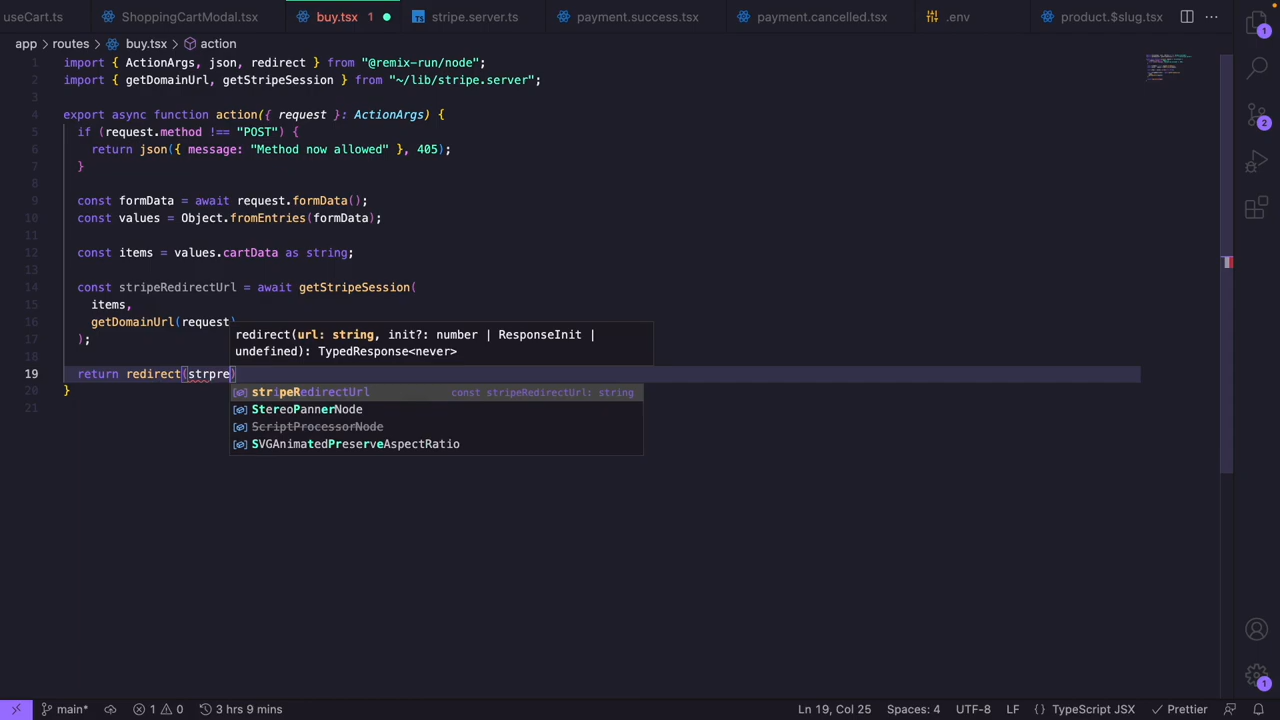 useCart.ts ShoppingCartModal.tsx buy.tsx 1 stripe.server.ts payment.success.tsx payment.cancelled.tsx .env product.$slug.tsx ···
app > routes > buy.tsx > action
1 import { ActionArgs, json, redirect } from "@remix-run/node";
2 import { getDomainUrl, getStripeSession } from "~/lib/stripe.server";
3
4 export async function action({ request }: ActionArgs) {
5 if (request.method !== "POST") {
6 return json({ message: "Method now allowed" }, 405);
7 }
8
9 const formData = await request.formData();
10 const values = Object.fromEntries(formData);
11
12 const items = values.cartData as string;
13
14 const stripeRedirectUrl = await getStripeSession(
15 items,
16 getDomainUrl(request)
redirect(url: string, init?: number | ResponseInit |
17 );
undefined): TypedResponse<never>
18
19 return redirect(strpre)
20 }
stripeRedirectUrl const stripeRedirectUrl: string
21
StereoPannerNode
ScriptProcessorNode
SVGAnimatedPreserveAspectRatio
1
2
1
main* 1 0 3 hrs 9 mins Ln 19, Col 25 Spaces: 4 UTF-8 LF {} TypeScript JSX Prettier